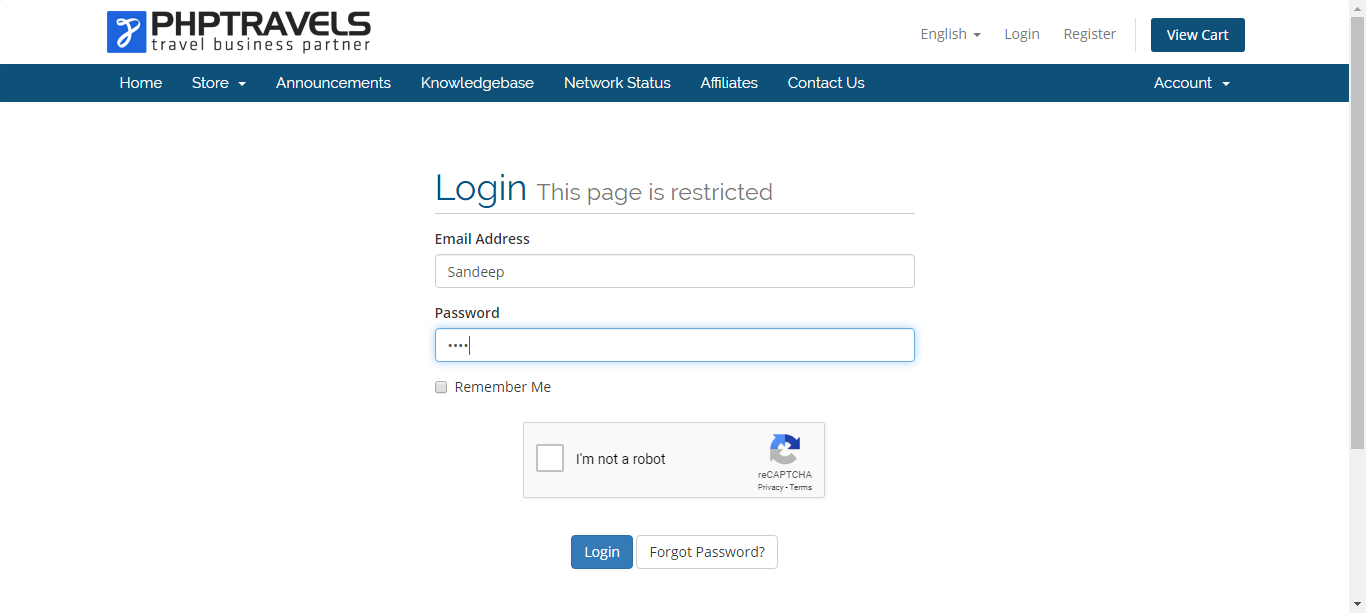 PHPTRAVELS
travel business partner
English Login Register View Cart
Home Store Announcements Knowledgebase Network Status Affiliates Contact Us Account
Login This page is restricted
Email Address
Sandeep
Password
••••
Remember Me
I'm not a robot
reCAPTCHA
Privacy - Terms
Login Forgot Password?